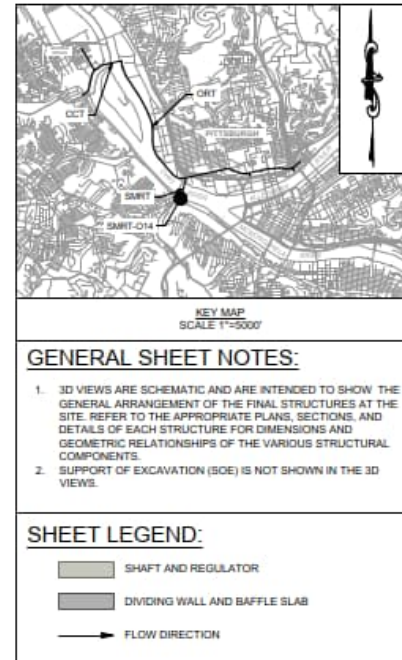 ORT
CCT
PITTSBURGH
SMRT
SMRT-O14
KEY MAP
SCALE 1"=5000'
GENERAL SHEET NOTES:
1. 3D VIEWS ARE SCHEMATIC AND ARE INTENDED TO SHOW THE
GENERAL ARRANGEMENT OF THE FINAL STRUCTURES AT THE
SITE. REFER TO THE APPROPRIATE PLANS, SECTIONS, AND
DETAILS OF EACH STRUCTURE FOR DIMENSIONS AND
GEOMETRIC RELATIONSHIPS OF THE VARIOUS STRUCTURAL
COMPONENTS.
2. SUPPORT OF EXCAVATION (SOE) IS NOT SHOWN IN THE 3D
VIEWS.
SHEET LEGEND:
SHAFT AND REGULATOR
DIVIDING WALL AND BAFFLE SLAB
FLOW DIRECTION